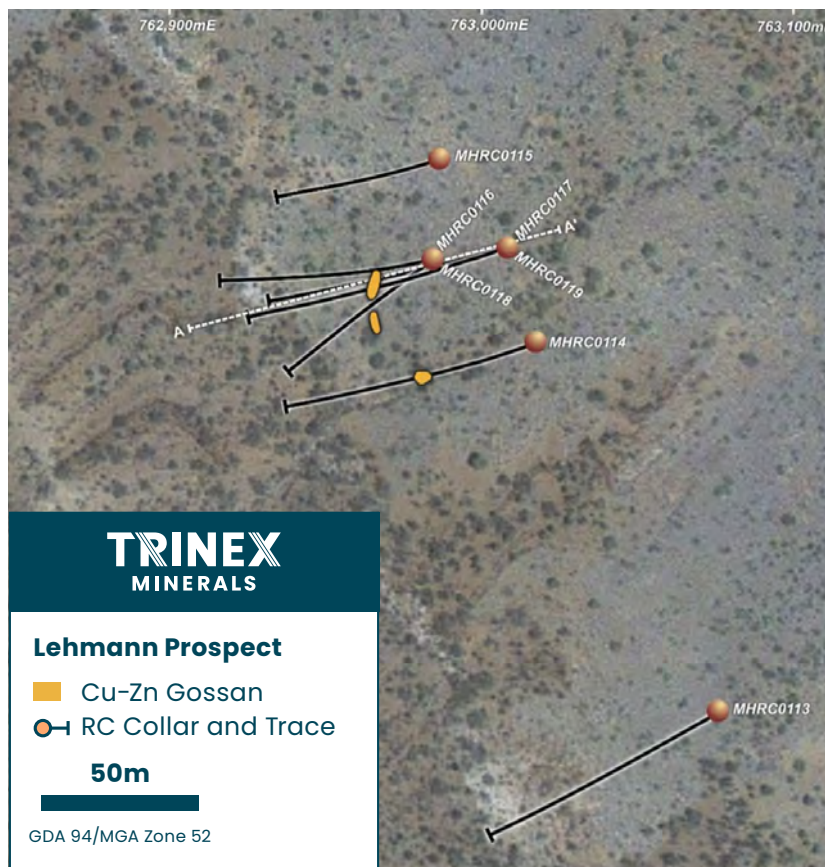 762,900mE
763,000mE
763,100m
MHRC0115
MHRC0116
MHRC0117
A'
MHRC0118
MHRC0119
A
MHRC0114
TRINEX
MINERALS
Lehmann Prospect
Cu-Zn Gossan
RC Collar and Trace
50m
GDA 94/MGA Zone 52
MHRC0113